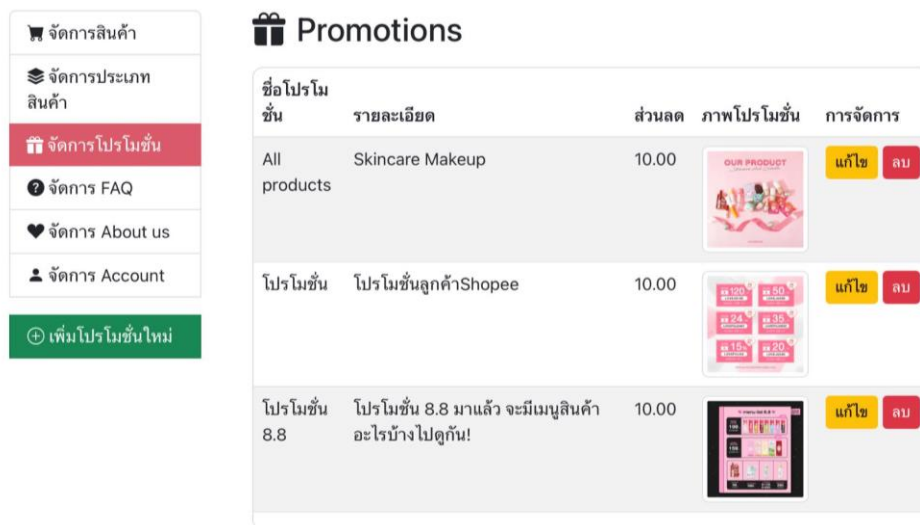 จัดการสินค้า
จัดการประเภท
สินค้า
จัดการโปรโมชั่น
จัดการ FAQ
จัดการ About us
จัดการ Account
เพิ่มโปรโมชั่นใหม่
Promotions
ชื่อโปรโม
ชั่น
รายละเอียด
ส่วนลด
ภาพโปรโมชั่น
การจัดการ
All
products
Skincare Makeup
10.00
OUR PRODUCT
แก้ไข
ลบ
โปรโมชั่น
โปรโมชั่นลูกค้าShopee
10.00
120
50
24
35
15
20
แก้ไข
ลบ
โปรโมชั่น
8.8
โปรโมชั่น 8.8 มาแล้ว จะมีเมนูสินค้า
อะไรบ้างไปดูกัน!
10.00
แก้ไข
ลบ